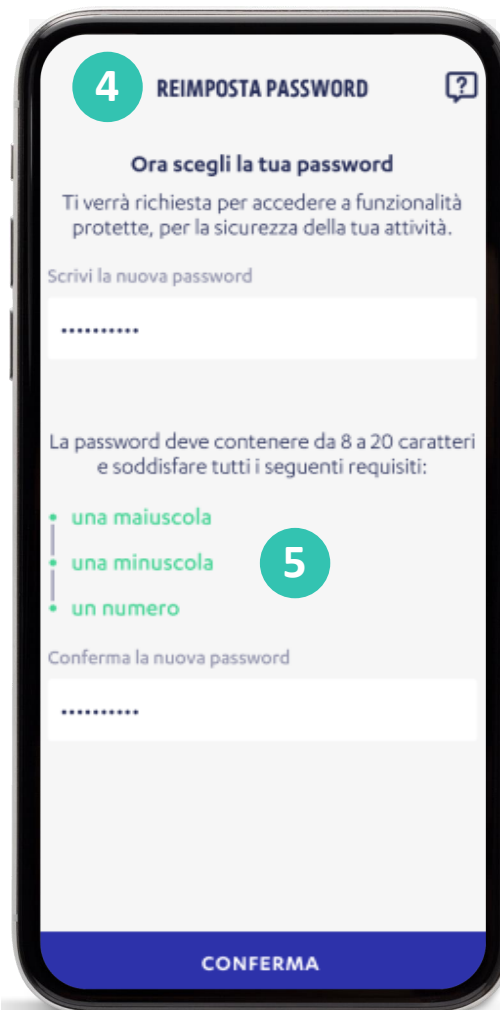 4 REIMPOSTA PASSWORD ?
Ora scegli la tua password
Ti verrà richiesta per accedere a funzionalità
protette, per la sicurezza della tua attività.
Scrivi la nuova password
••••••••••
La password deve contenere da 8 a 20 caratteri
e soddisfare tutti i seguenti requisiti:
• una maiuscola
• una minuscola
5
• un numero
Conferma la nuova password
••••••••••
CONFERMA